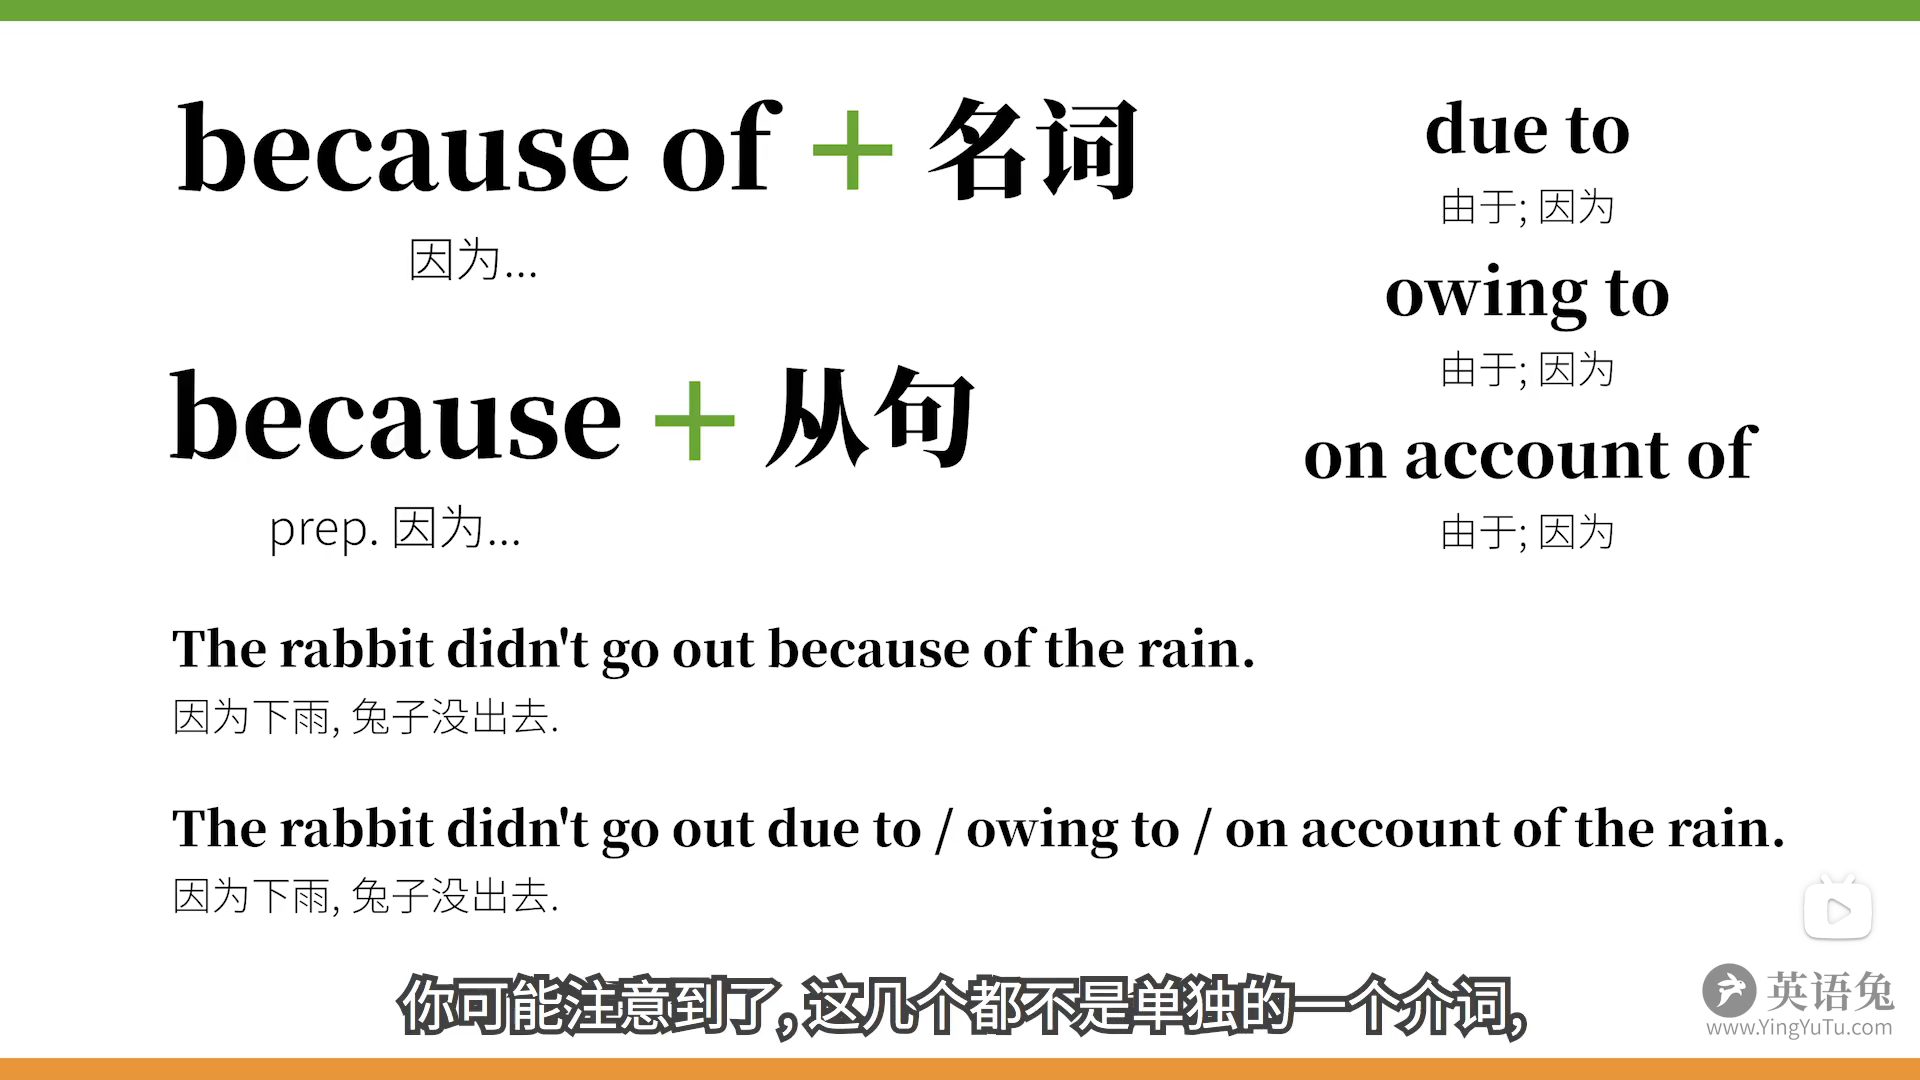 because of + 名词
因为...
because + 从句
prep. 因为...
due to
由于; 因为
owing to
由于; 因为
on account of
由于; 因为
The rabbit didn't go out because of the rain.
因为下雨, 兔子没出去.
The rabbit didn't go out due to / owing to / on account of the rain.
因为下雨, 兔子没出去.
你可能注意到了, 这几个都不是单独的一个介词,
英语兔
www.YingYuTu.com